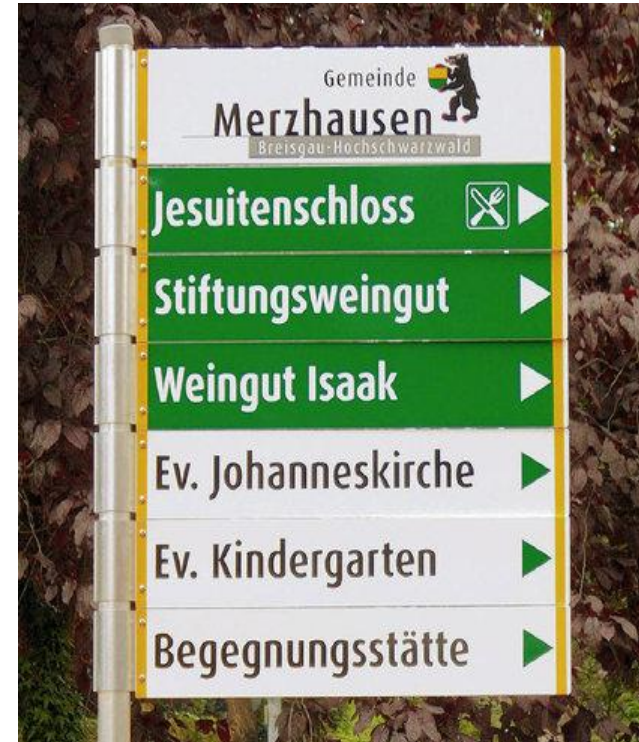 Gemeinde
Merzhausen
Breisgau-Hochschwarzwald
Jesuitenschloss
Stiftungsweingut
Weingut Isaak
Ev. Johanneskirche
Ev. Kindergarten
Begegnungsstätte